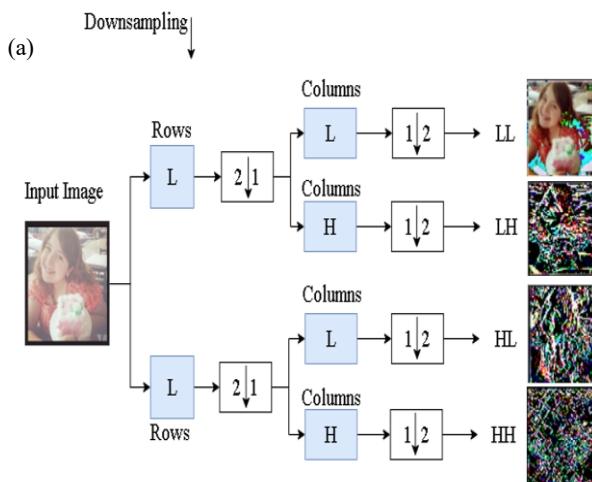 Downsampling
(a)
Columns
Rows
L
1 2
LL
L
2 1
Input Image
Columns
H
1 2
LH
Columns
L
1 2
HL
L
2 1
Columns
Rows
H
1 2
HH